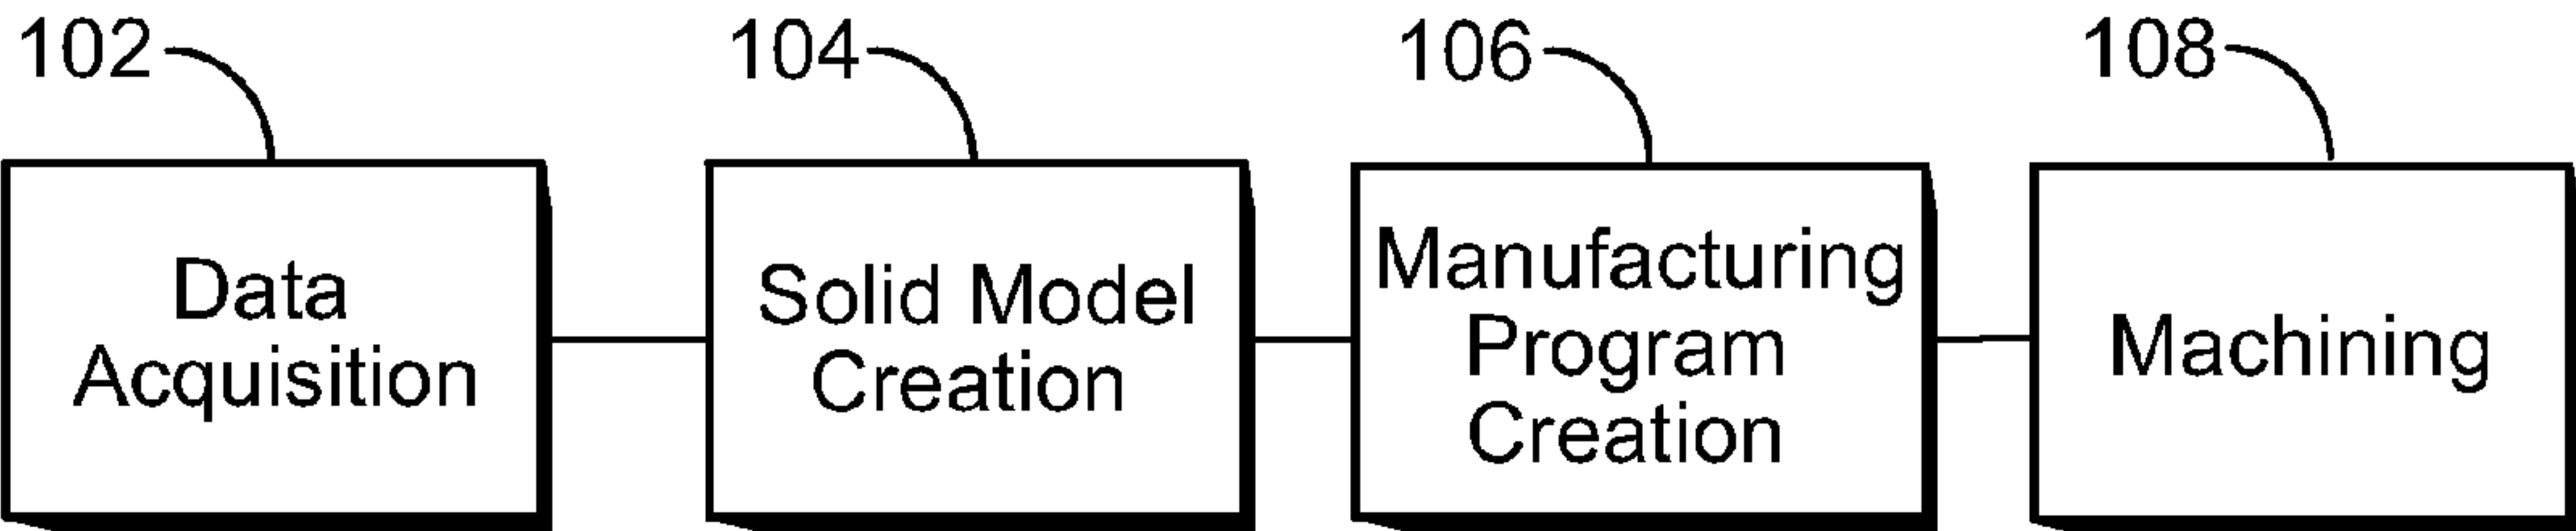 102
104
106
108
Data
Acquisition
Solid Model
Creation
Manufacturing
Program
Creation
Machining